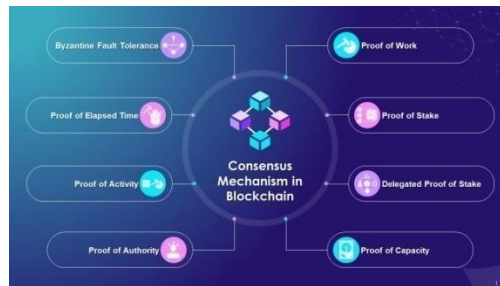 Byzantine Fault Tolerance
Proof of Elapsed Time
Proof of Activity
Proof of Authority
Consensus
Mechanism in
Blockchain
Proof of Work
Proof of Stake
Delegated Proof of Stake
Proof of Capacity